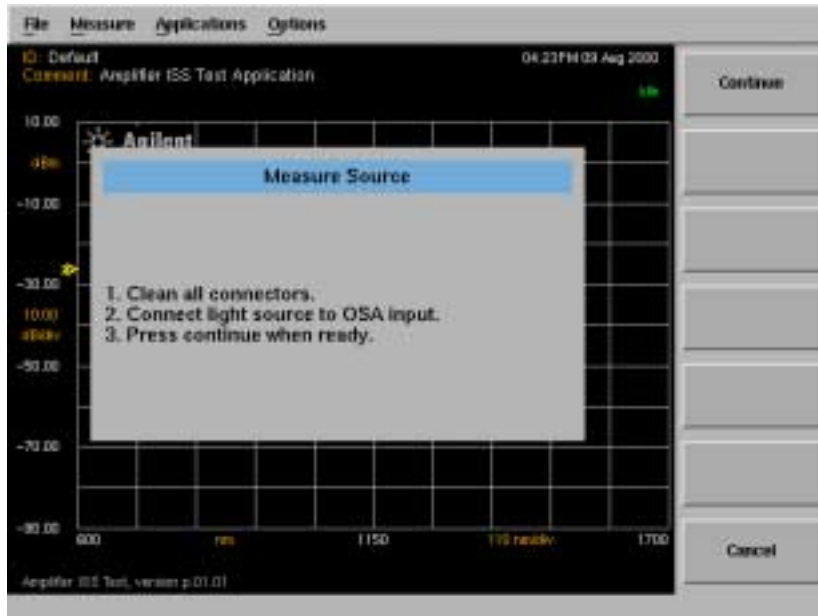 File Measure Applications Options
ID: Default
Comment: Amplifier ISS Test Application
04:23PM 09 Aug 2000
Idle
Continue
10.00
Agilent
dBm
Measure Source
-10.00
-30.00
1. Clean all connectors.
10.00
2. Connect light source to OSA input.
dB/div
3. Press continue when ready.
-50.00
-70.00
-90.00
600 nm 1150 110 nm/div 1700
Cancel
Amplifier ISS Test, version p.01.01